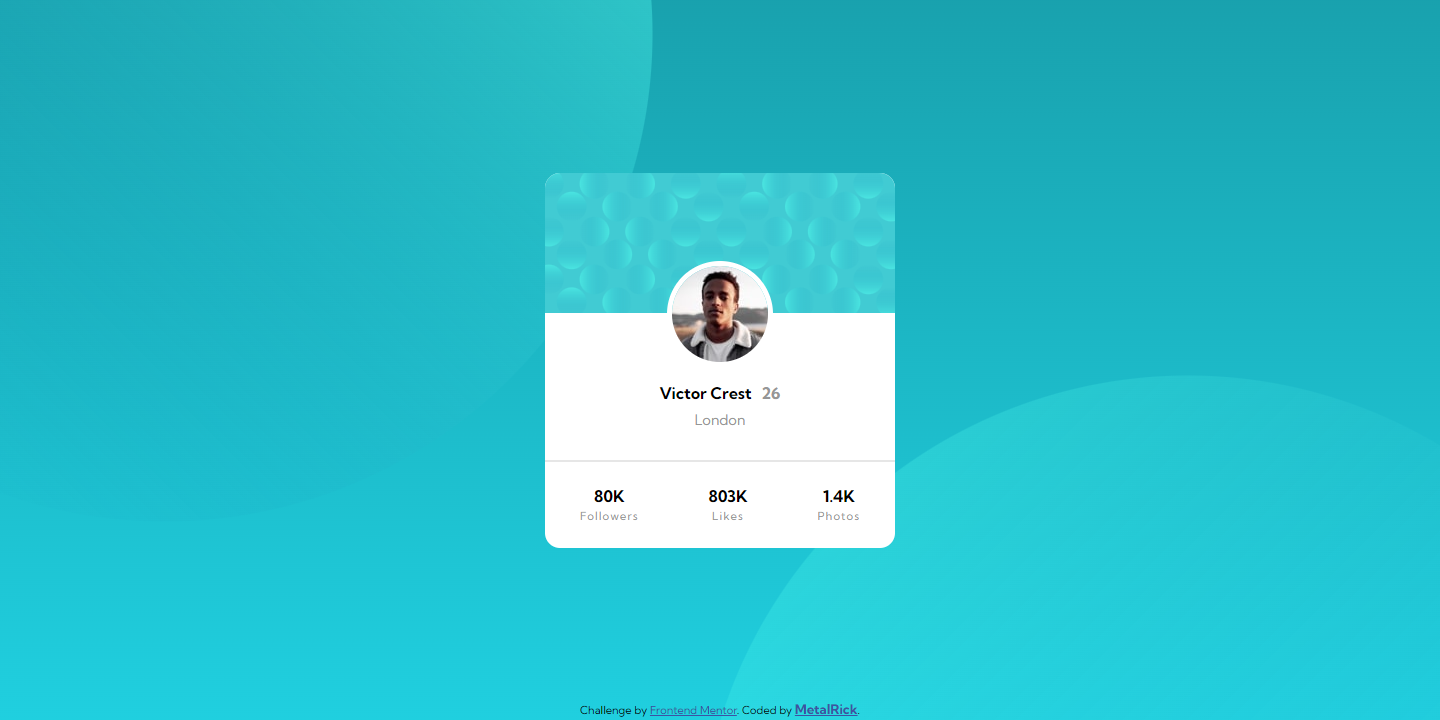 Victor Crest 26
London
80K 803K 1.4K
Followers Likes Photos
Challenge by Frontend Mentor. Coded by MetalRick.